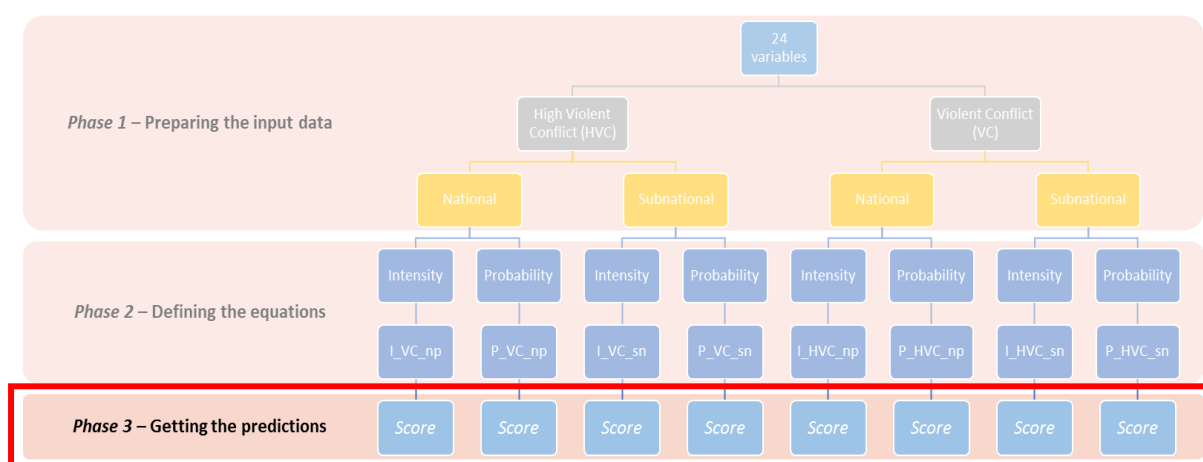 24
variables
Phase 1 – Preparing the input data
High Violent
Conflict (HVC)
Violent Conflict
(VC)
National
Subnational
National
Subnational
Phase 2 – Defining the equations
Intensity
Probability
Intensity
Probability
Intensity
Probability
Intensity
Probability
I_VC_np
P_VC_np
I_VC_sn
P_VC_sn
I_HVC_np
P_HVC_np
I_HVC_sn
P_HVC_sn
Phase 3 – Getting the predictions
Score
Score
Score
Score
Score
Score
Score
Score